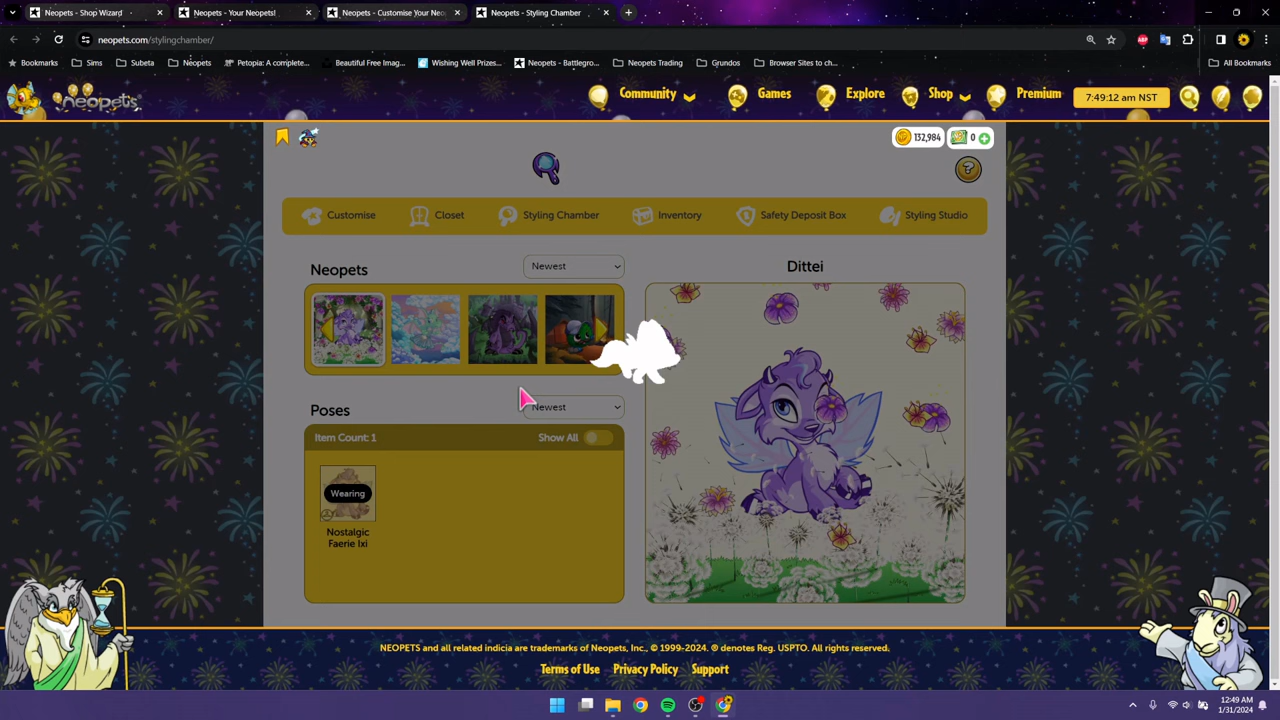 Neopets - Shop Wizard
Neopets - Your Neopets!
Neopets - Customise Your Neo
Neopets - Styling Chamber
neopets.com/stylingchamber/
Bookmarks
Sims
Subeta
Neopets
Petopia: A complete...
Beautiful Free Imag...
Wishing Well Prizes...
Neopets - Battlegro...
Neopets Trading
Grundos
Browser Sites to ch...
All Bookmarks
neopets
Community
Games
Explore
Shop
Premium
7:49:12 am NST
132,984
0
?
Customise
Closet
Styling Chamber
Inventory
Safety Deposit Box
Styling Studio
Neopets
Newest
Dittei
Poses
Newest
Item Count: 1
Show All
Wearing
Nostalgic
Faerie Ixi
NEOPETS and all related indicia are trademarks of Neopets, Inc., © 1999-2024. ® denotes Reg. USPTO. All rights reserved.
Terms of Use
Privacy Policy
Support
12:49 AM
1/31/2024